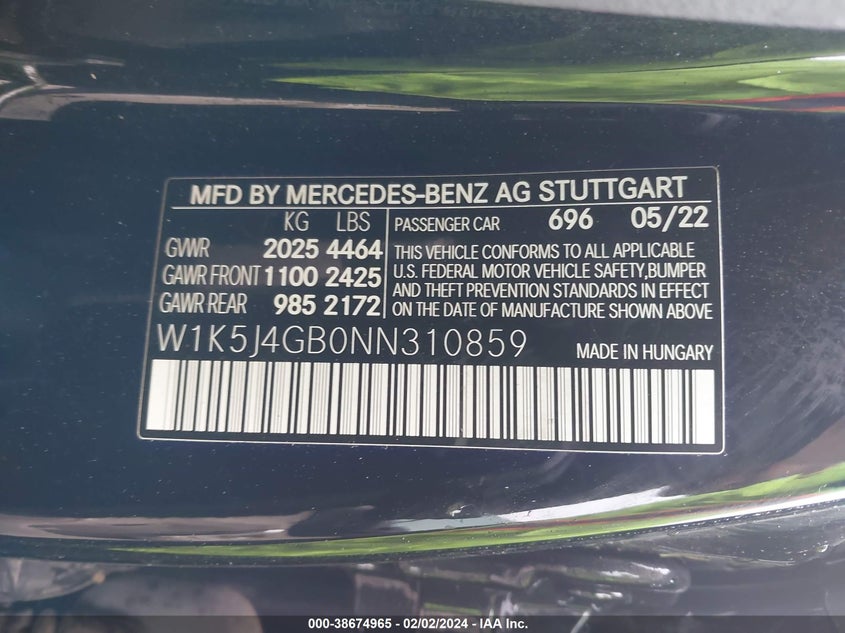 MFD BY MERCEDES-BENZ AG STUTTGART
KG LBS
GVWR 2025 4464
GAWR FRONT 1100 2425
GAWR REAR 985 2172
PASSENGER CAR 696 05/22
THIS VEHICLE CONFORMS TO ALL APPLICABLE
U.S. FEDERAL MOTOR VEHICLE SAFETY,BUMPER
AND THEFT PREVENTION STANDARDS IN EFFECT
ON THE DATE OF MANUFACTURE SHOWN ABOVE
W1K5J4GB0NN310859 MADE IN HUNGARY
000-38674965 - 02/02/2024 - IAA Inc.